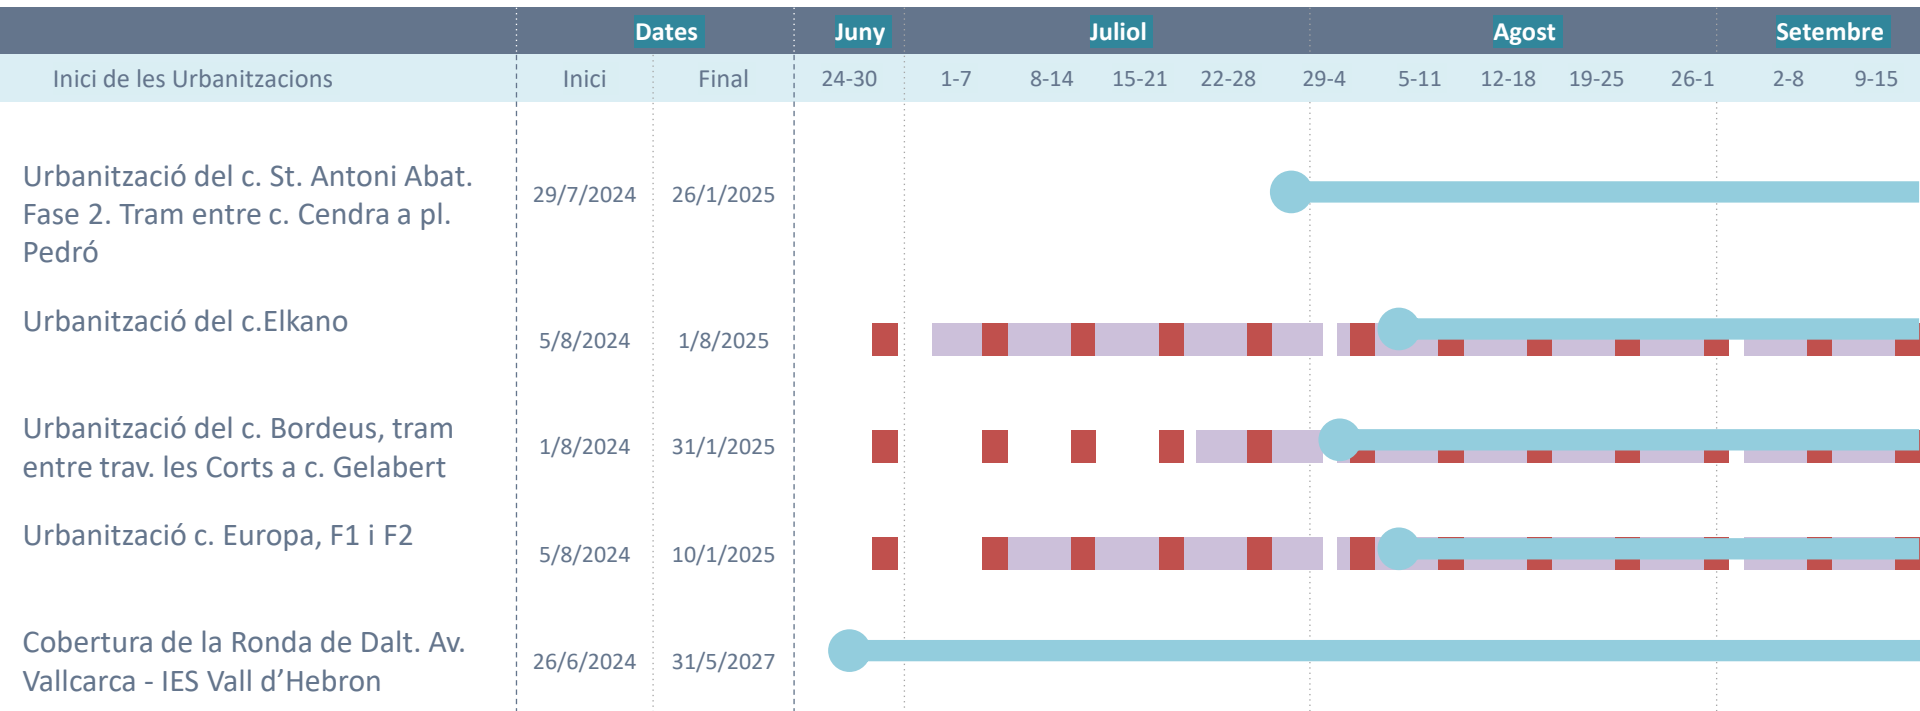 Dates Juny Juliol Agost Setembre
Inici de les Urbanitzacions Inici Final 24-30 1-7 8-14 15-21 22-28 29-4 5-11 12-18 19-25 26-1 2-8 9-15
Urbanització del c. St. Antoni Abat.
Fase 2. Tram entre c. Cendra a pl.
Pedró
29/7/2024 26/1/2025
Urbanització del c.Elkano
5/8/2024 1/8/2025
Urbanització del c. Bordeus, tram
entre trav. les Corts a c. Gelabert
1/8/2024 31/1/2025
Urbanització c. Europa, F1 i F2
5/8/2024 10/1/2025
Cobertura de la Ronda de Dalt. Av.
Vallcarca - IES Vall d’Hebron
26/6/2024 31/5/2027